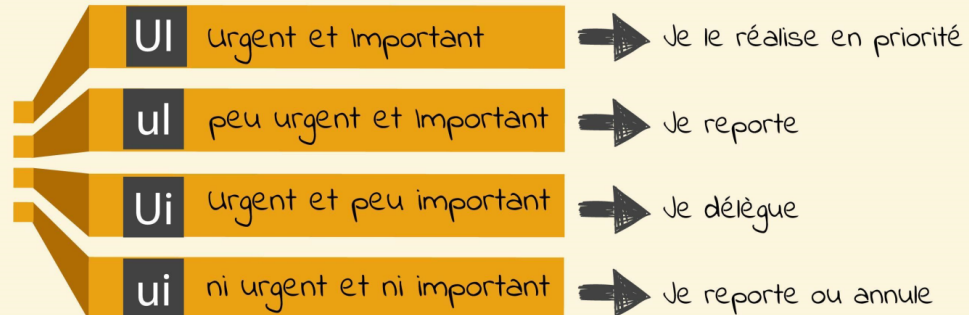 UI Urgent et Important Je le réalise en priorité
uI peu urgent et Important Je reporte
Ui Urgent et peu important Je délègue
ui ni urgent et ni important Je reporte ou annule